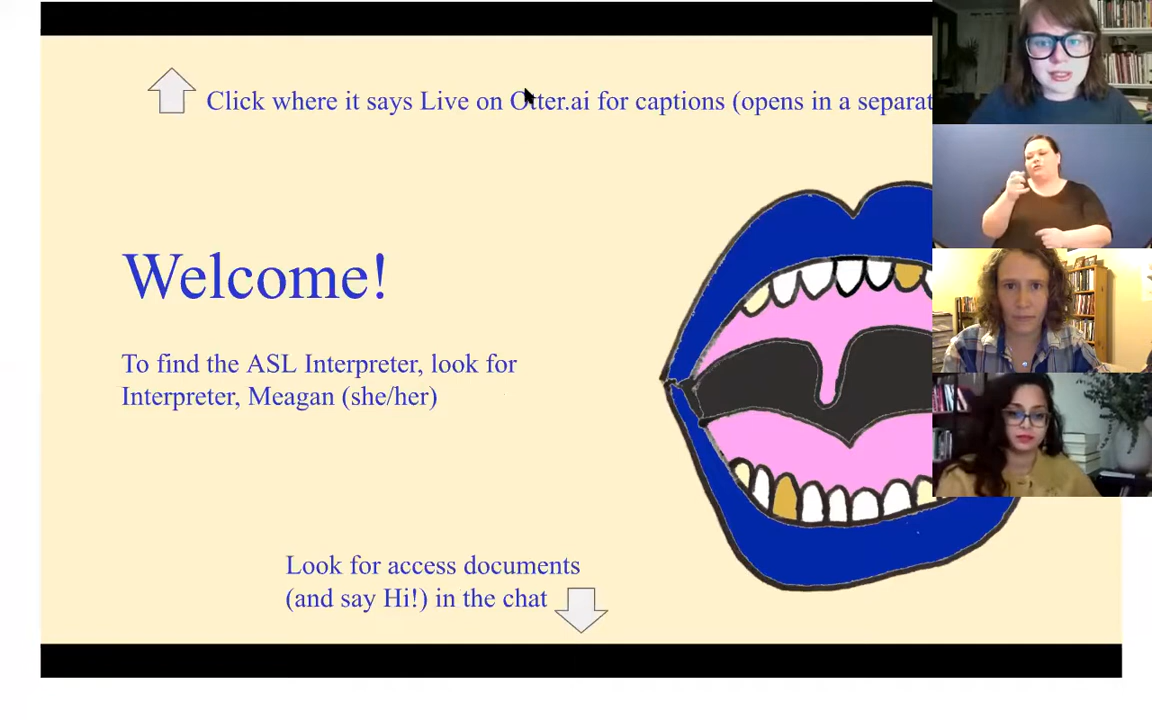 Click where it says Live on Otter.ai for captions (opens in a
Welcome!
To find the ASL Interpreter, look for
Interpreter, Meagan (she/her)
Look for access documents
(and say Hi!) in the chat